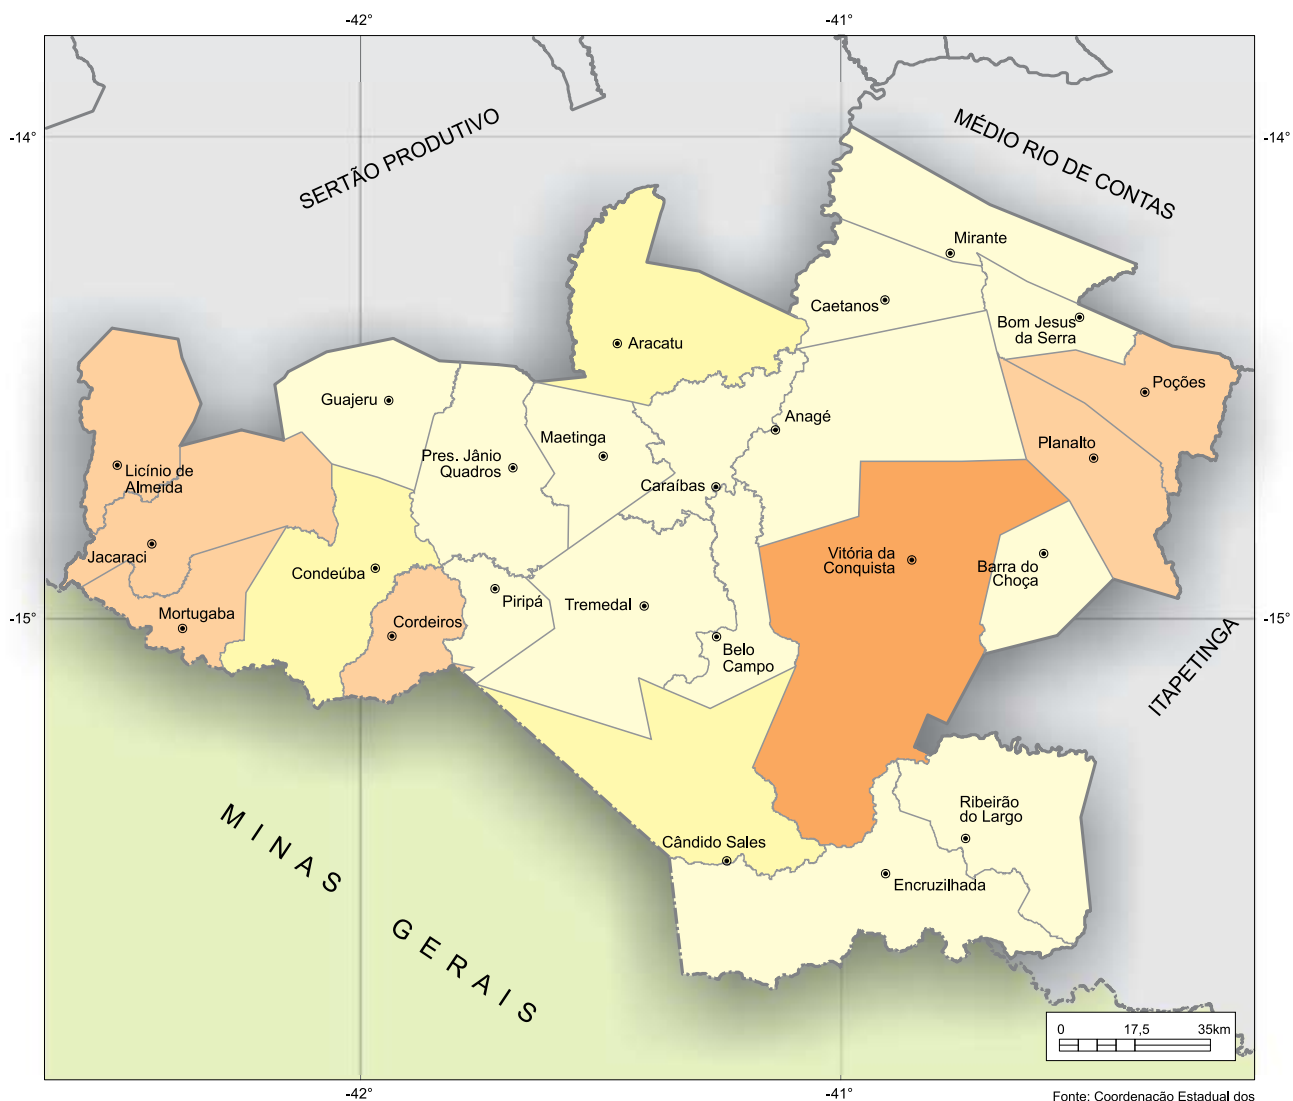 -42°
-41°
-14°
-14°
SERTÃO PRODUTIVO
MÉDIO RIO DE CONTAS
Mirante
Caetanos
Bom Jesus
da Serra
Aracatu
Poções
Guajeru
Anagé
Maetinga
Planalto
Pres. Jânio
Quadros
Licínio de
Almeida
Caraíbas
Jacaraci
Vitória da
Conquista
Barra do
Choça
Condeúba
Piripá
Tremedal
Mortugaba
Cordeiros
-15°
-15°
Belo
Campo
ITAPETINGA
Ribeirão
do Largo
Cândido Sales
Encruzilhada
MINAS GERAIS
0 17,5 35km
-42°
-41°
Fonte: Coordenação Estadual dos